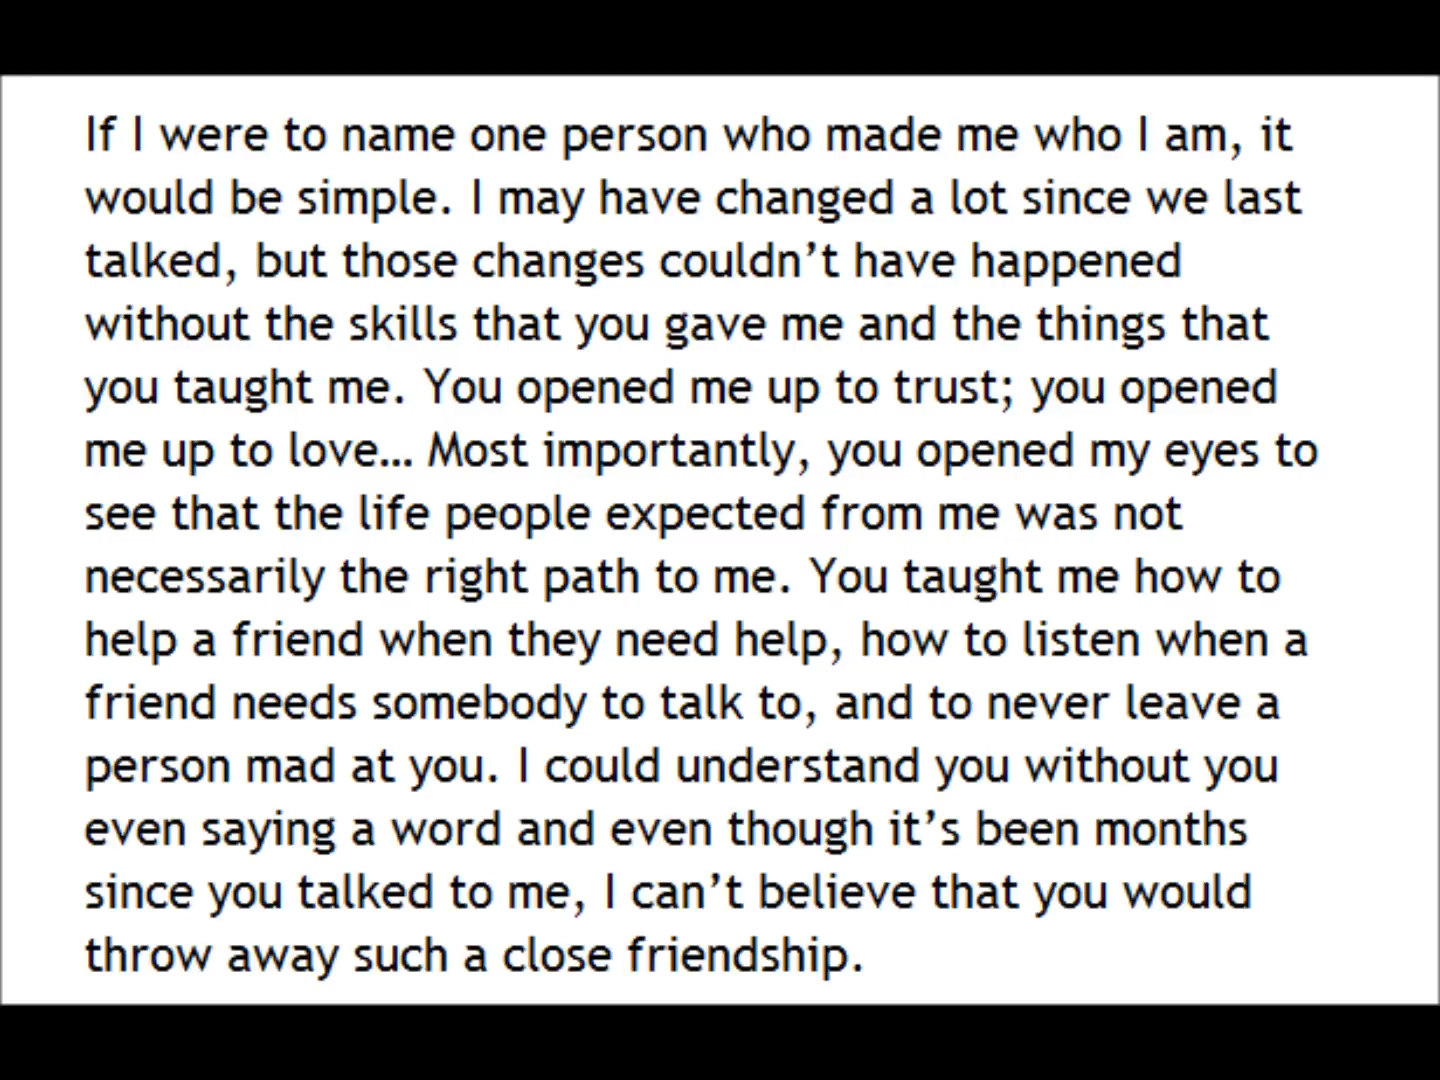 If I were to name one person who made me who I am, it
would be simple. I may have changed a lot since we last
talked, but those changes couldn’t have happened
without the skills that you gave me and the things that
you taught me. You opened me up to trust; you opened
me up to love… Most importantly, you opened my eyes to
see that the life people expected from me was not
necessarily the right path to me. You taught me how to
help a friend when they need help, how to listen when a
friend needs somebody to talk to, and to never leave a
person mad at you. I could understand you without you
even saying a word and even though it’s been months
since you talked to me, I can’t believe that you would
throw away such a close friendship.